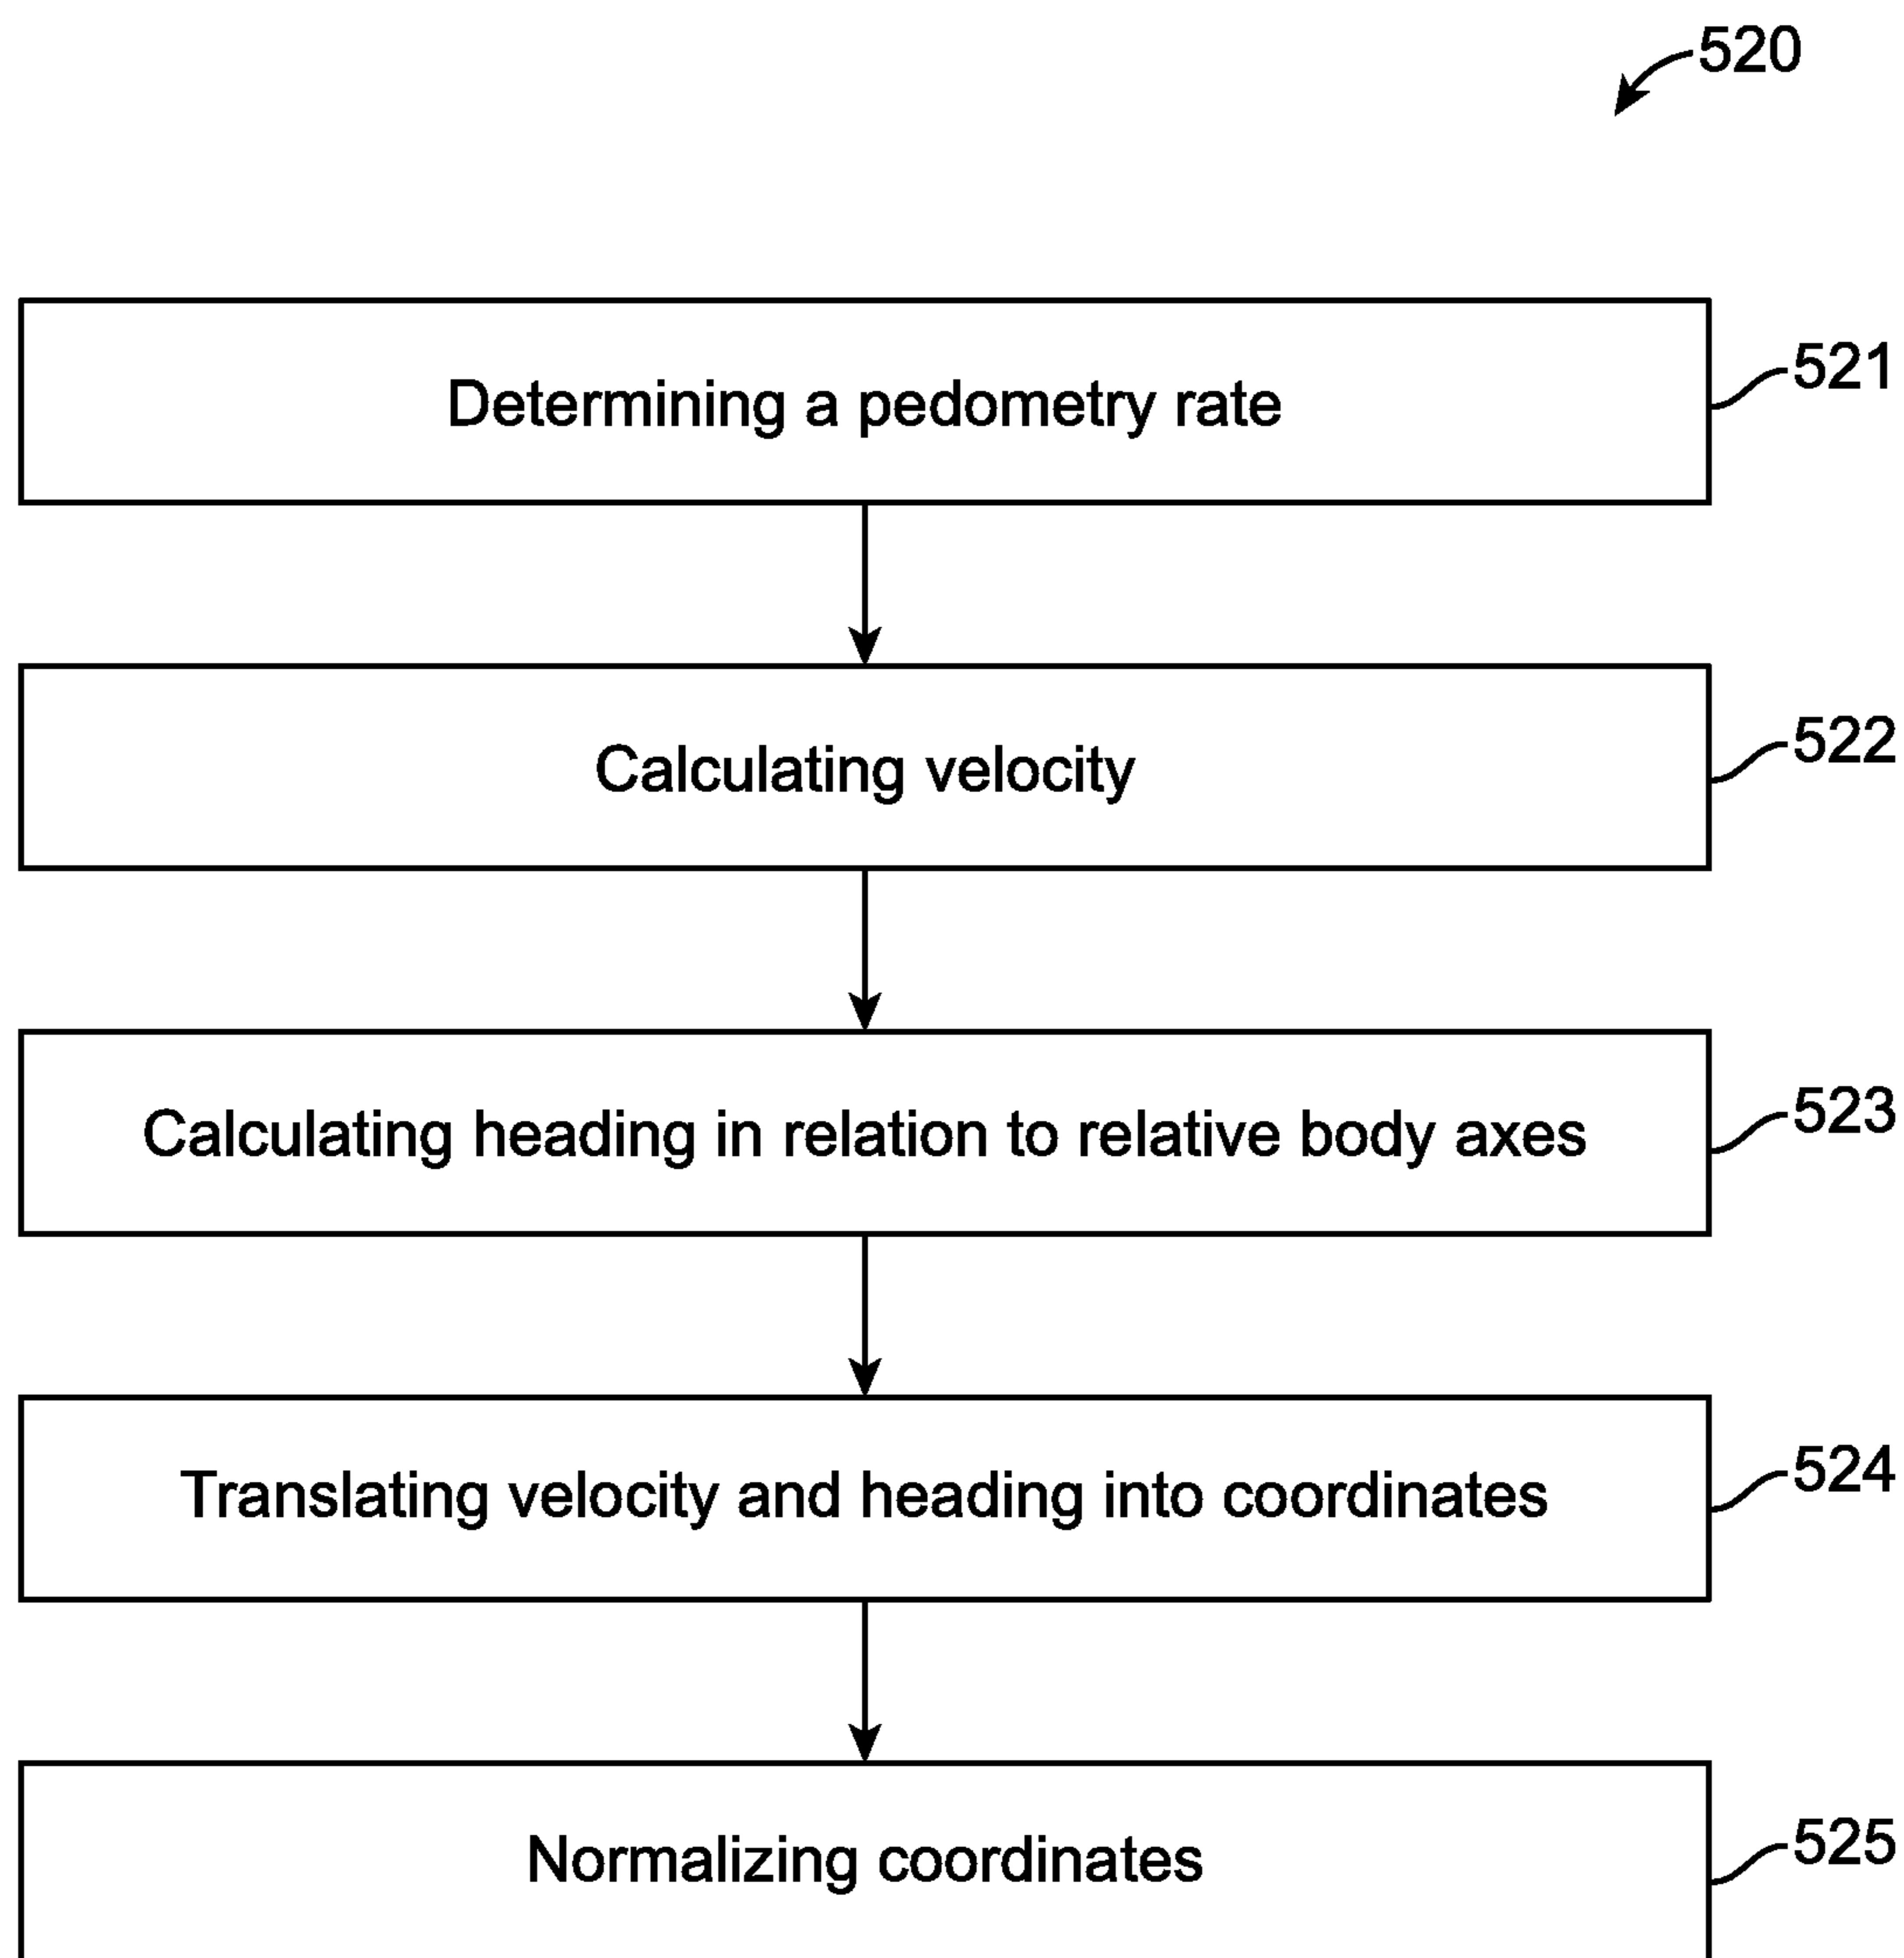 520
Determining a pedometry rate
521
Calculating velocity
522
Calculating heading in relation to relative body axes
523
Translating velocity and heading into coordinates
524
Normalizing coordinates
525